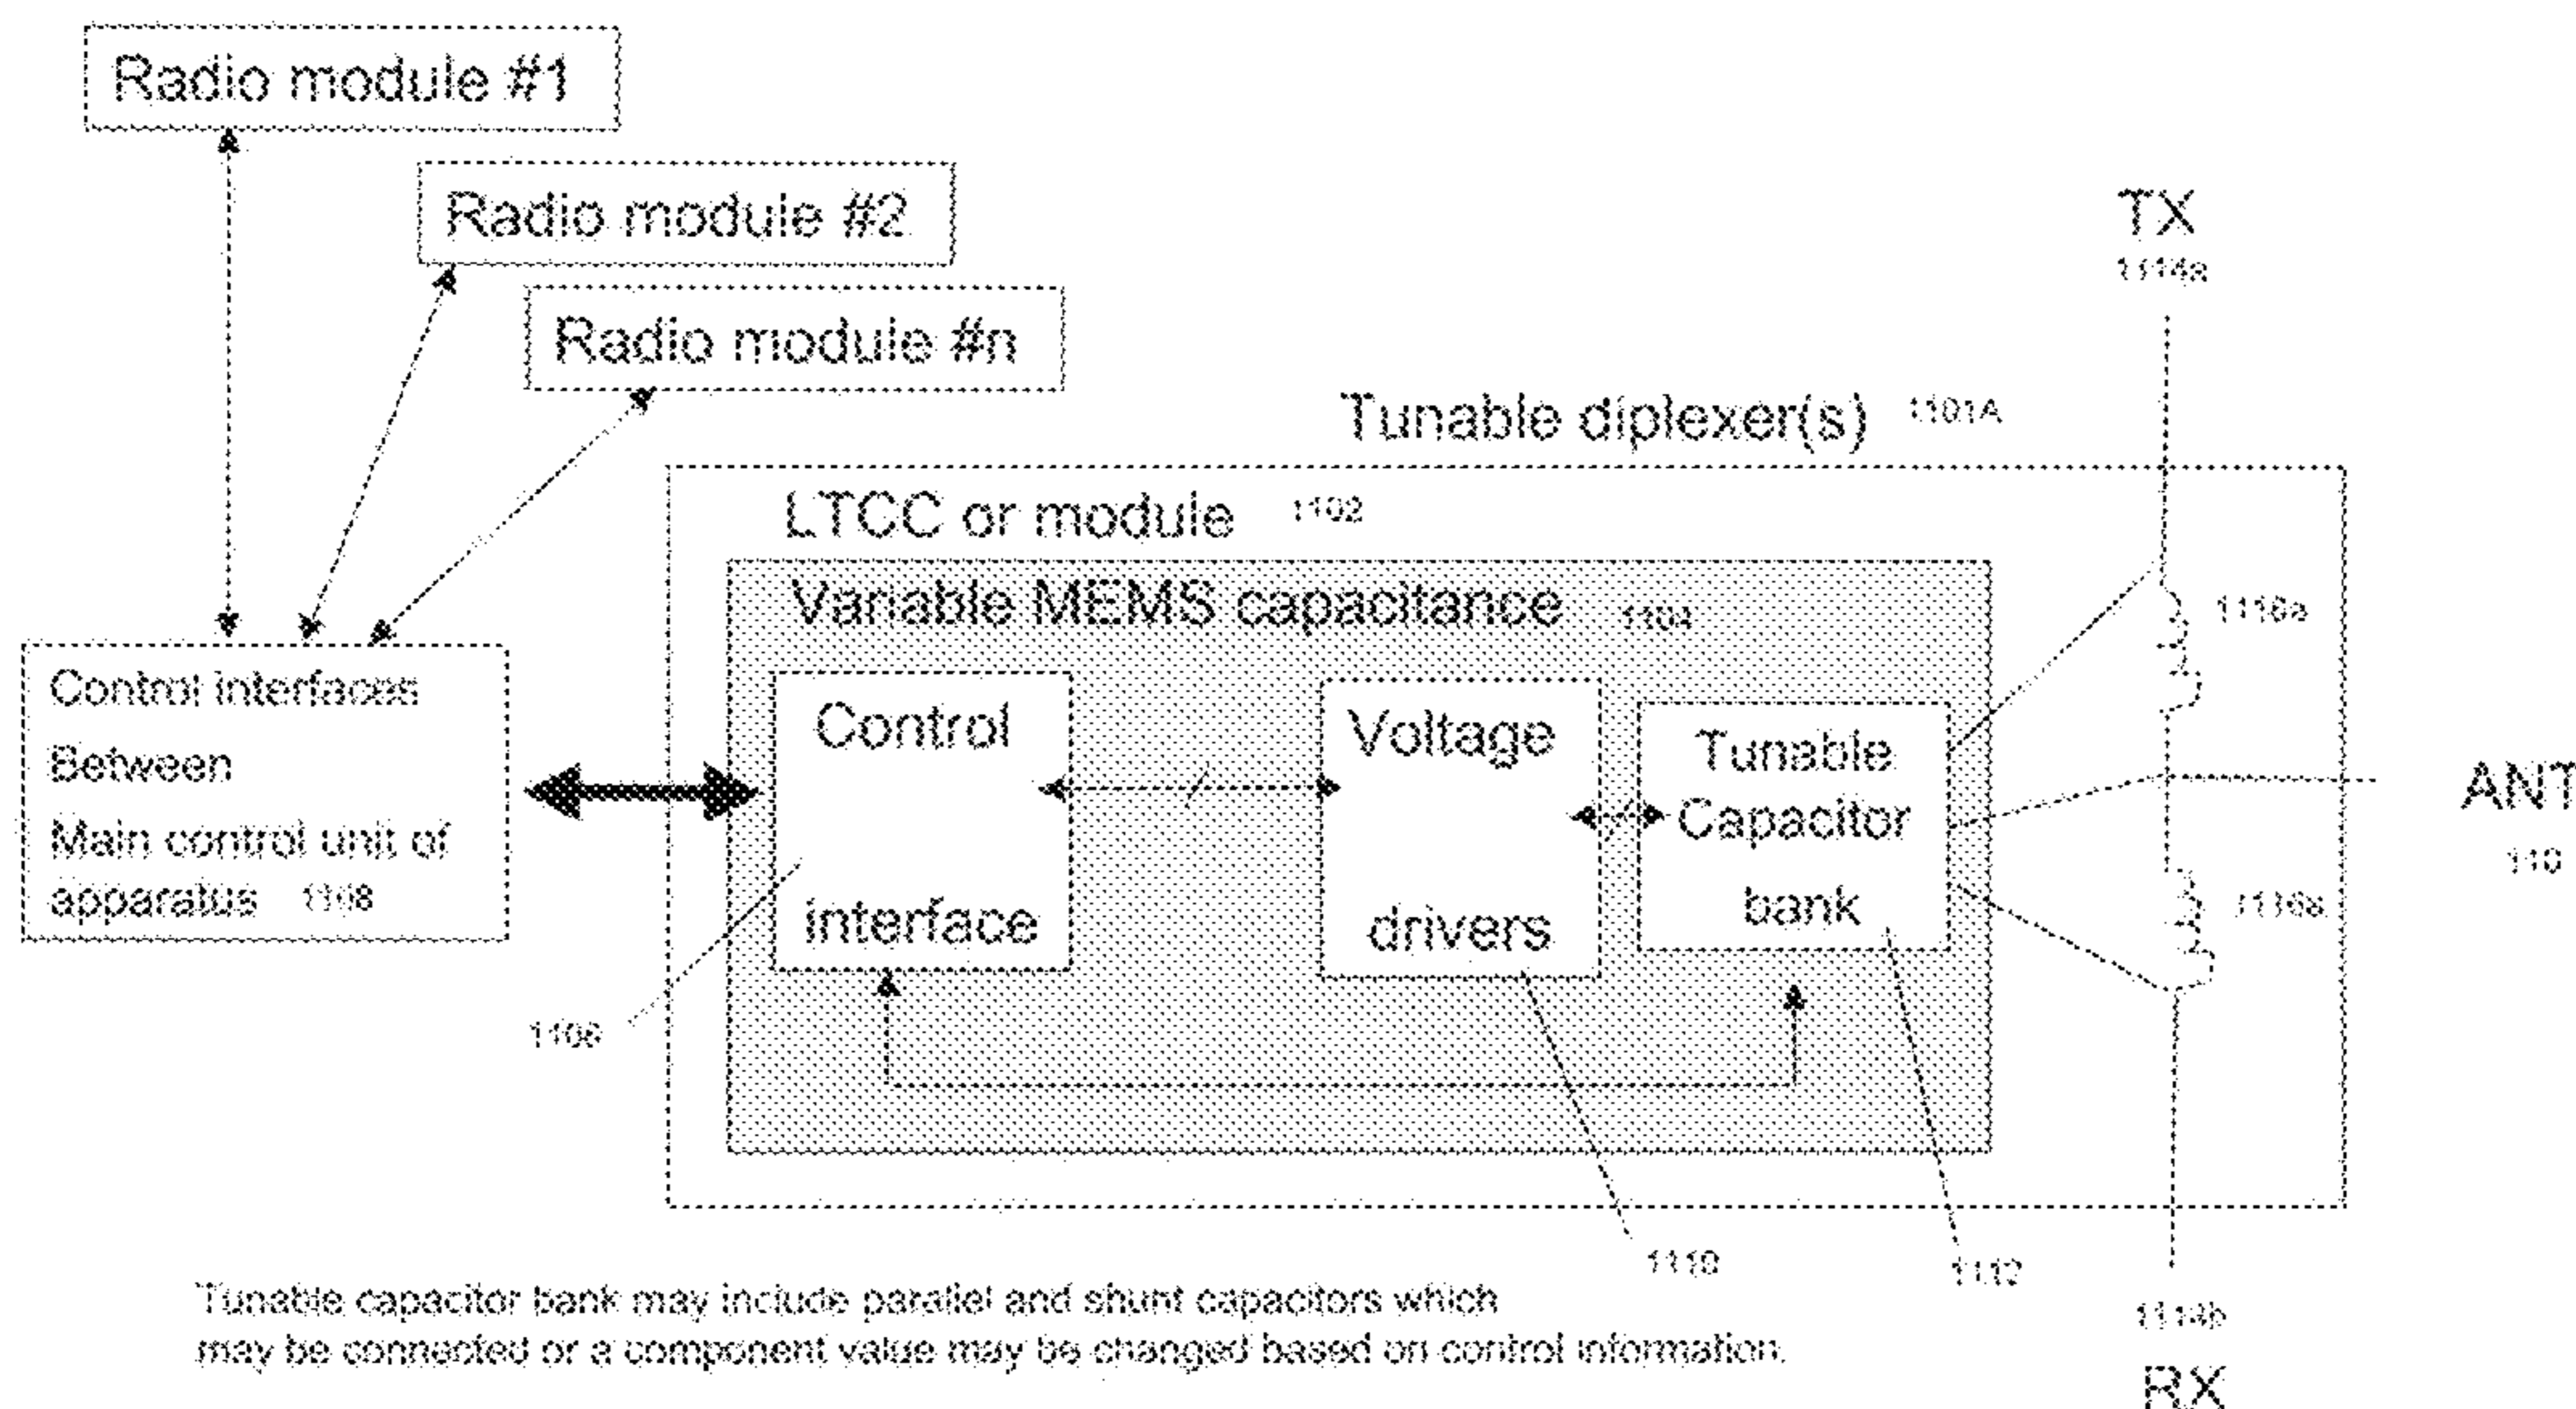 Radio module #1
Radio module #2
Radio module #n
TX
1114a
Tunable diplexer(s) 1101A
LTCC or module 1102
Variable MEMS capacitance 1104
1116a
Control interfaces
Between
Main control unit of
apparatus 1108
Control
interface
Voltage
drivers
Tunable
Capacitor
bank
ANT
110
1116a
1106
1110
1112
Tunable capacitor bank may include parallel and shunt capacitors which
may be connected or a component value may be changed based on control information.
1114b
RX